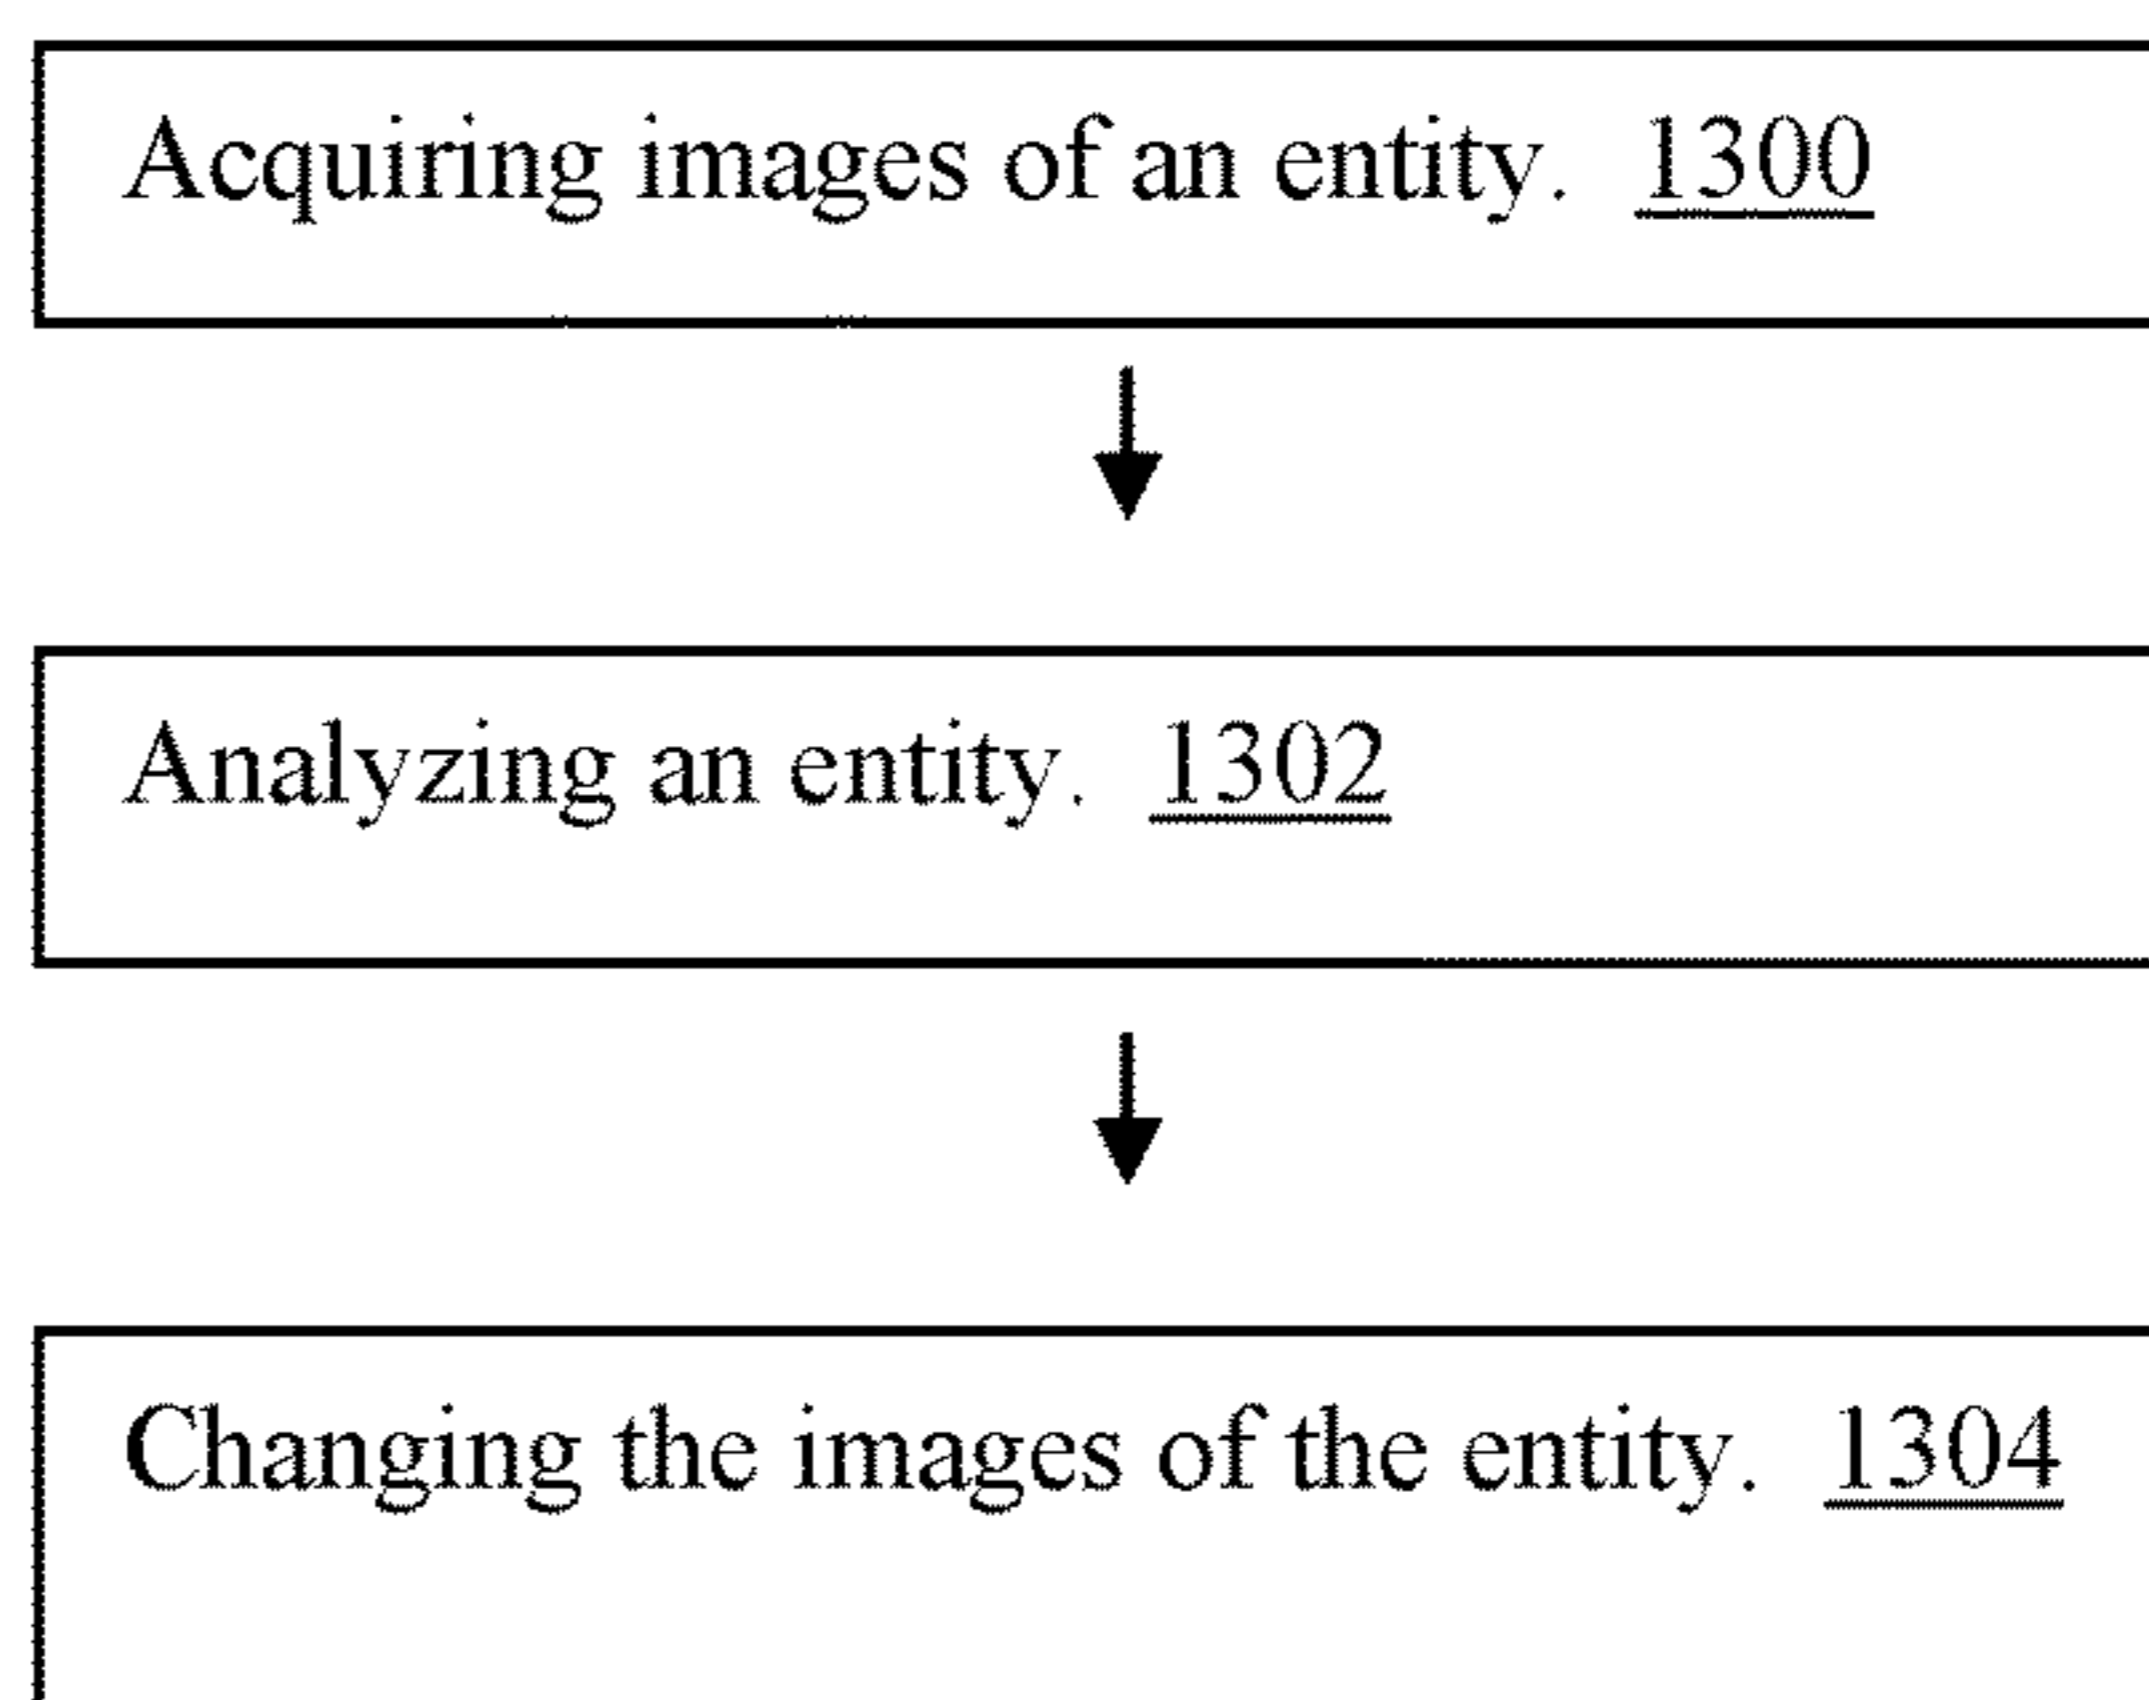 Acquiring images of an entity. 1300
Analyzing an entity. 1302
Changing the images of the entity. 1304